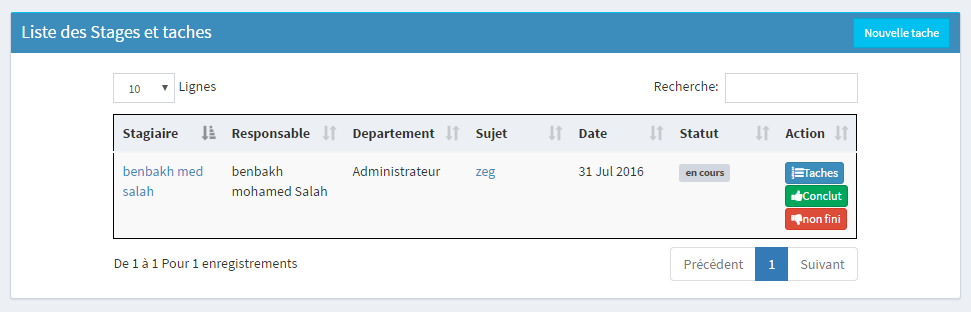 Liste des Stages et taches
Nouvelle tache
10 Lignes
Recherche:
Stagiaire Responsable Departement Sujet Date Statut Action
benbakh med benbakh Administrateur zeg 31 Jul 2016 en cours Taches
salah mohamed Salah Conclut
non fini
De 1 à 1 Pour 1 enregistrements
Précédent 1 Suivant